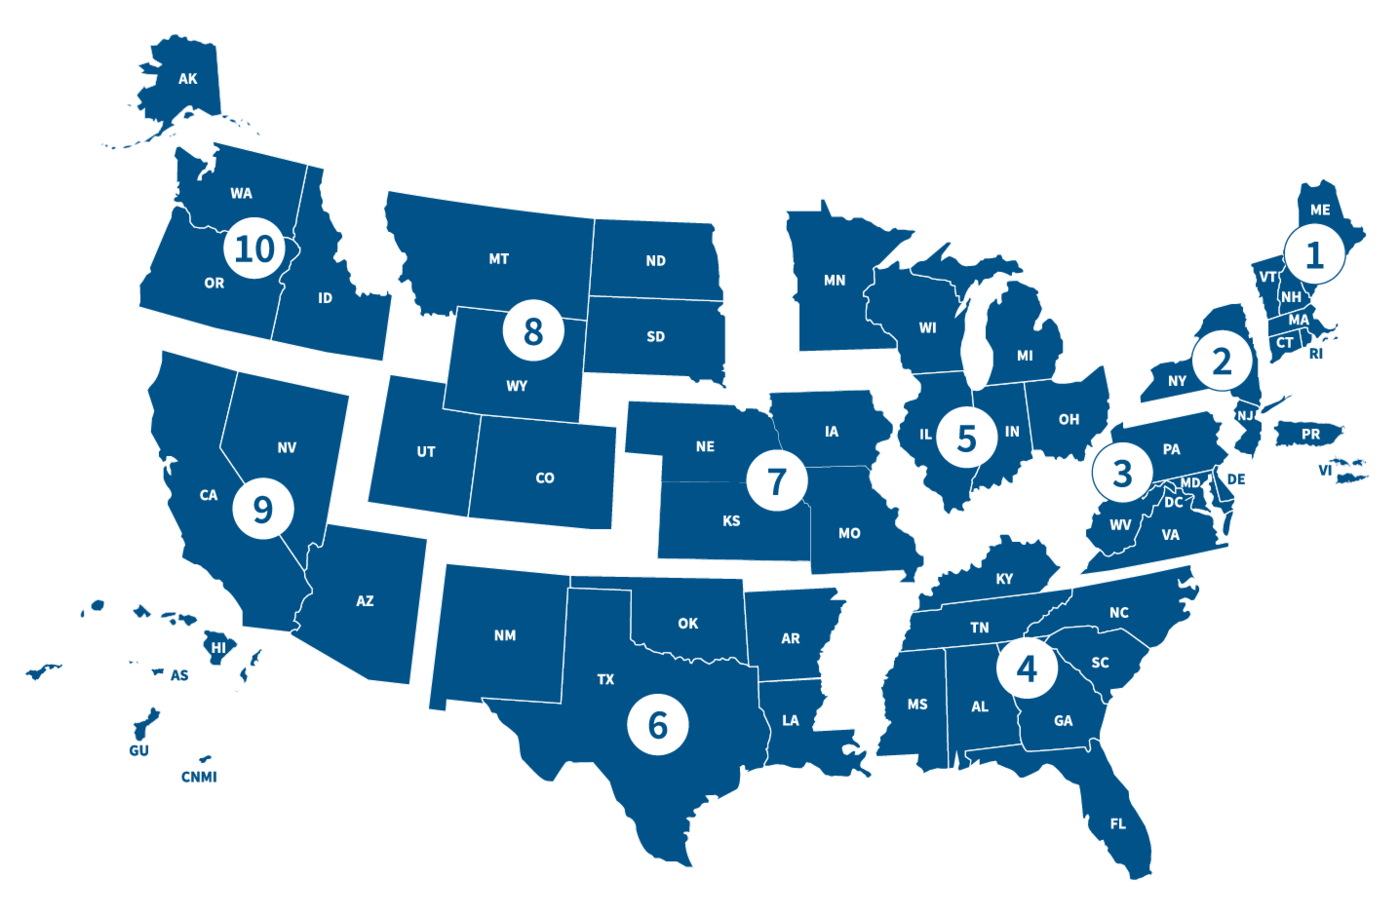 AK
WA
10
OR
ID
MT
ND
8
SD
WY
UT
CO
NV
CA
9
AZ
HI
AS
GU
CNMI
NE
IA
7
KS
MO
MN
WI
MI
IL
5
IN
OH
ME
1
VT
NH
MA
CT
RI
2
NY
NJ
PR
VI
PA
3
MD
DE
DC
WV
VA
KY
NC
TN
SC
4
MS
AL
GA
FL
NM
OK
AR
TX
LA
6